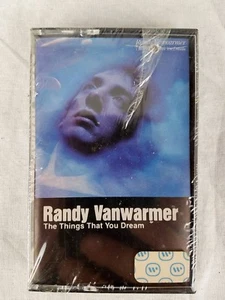 Randy Vanwarmer
The Things That You Dream